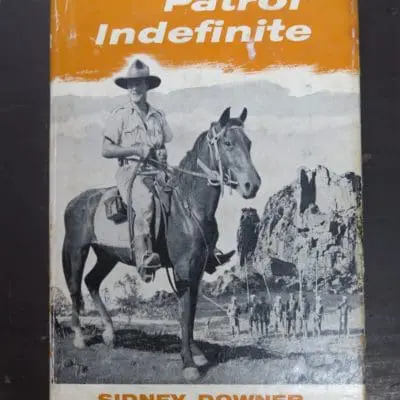 Patrol
Indefinite
SIDNEY DOWNER